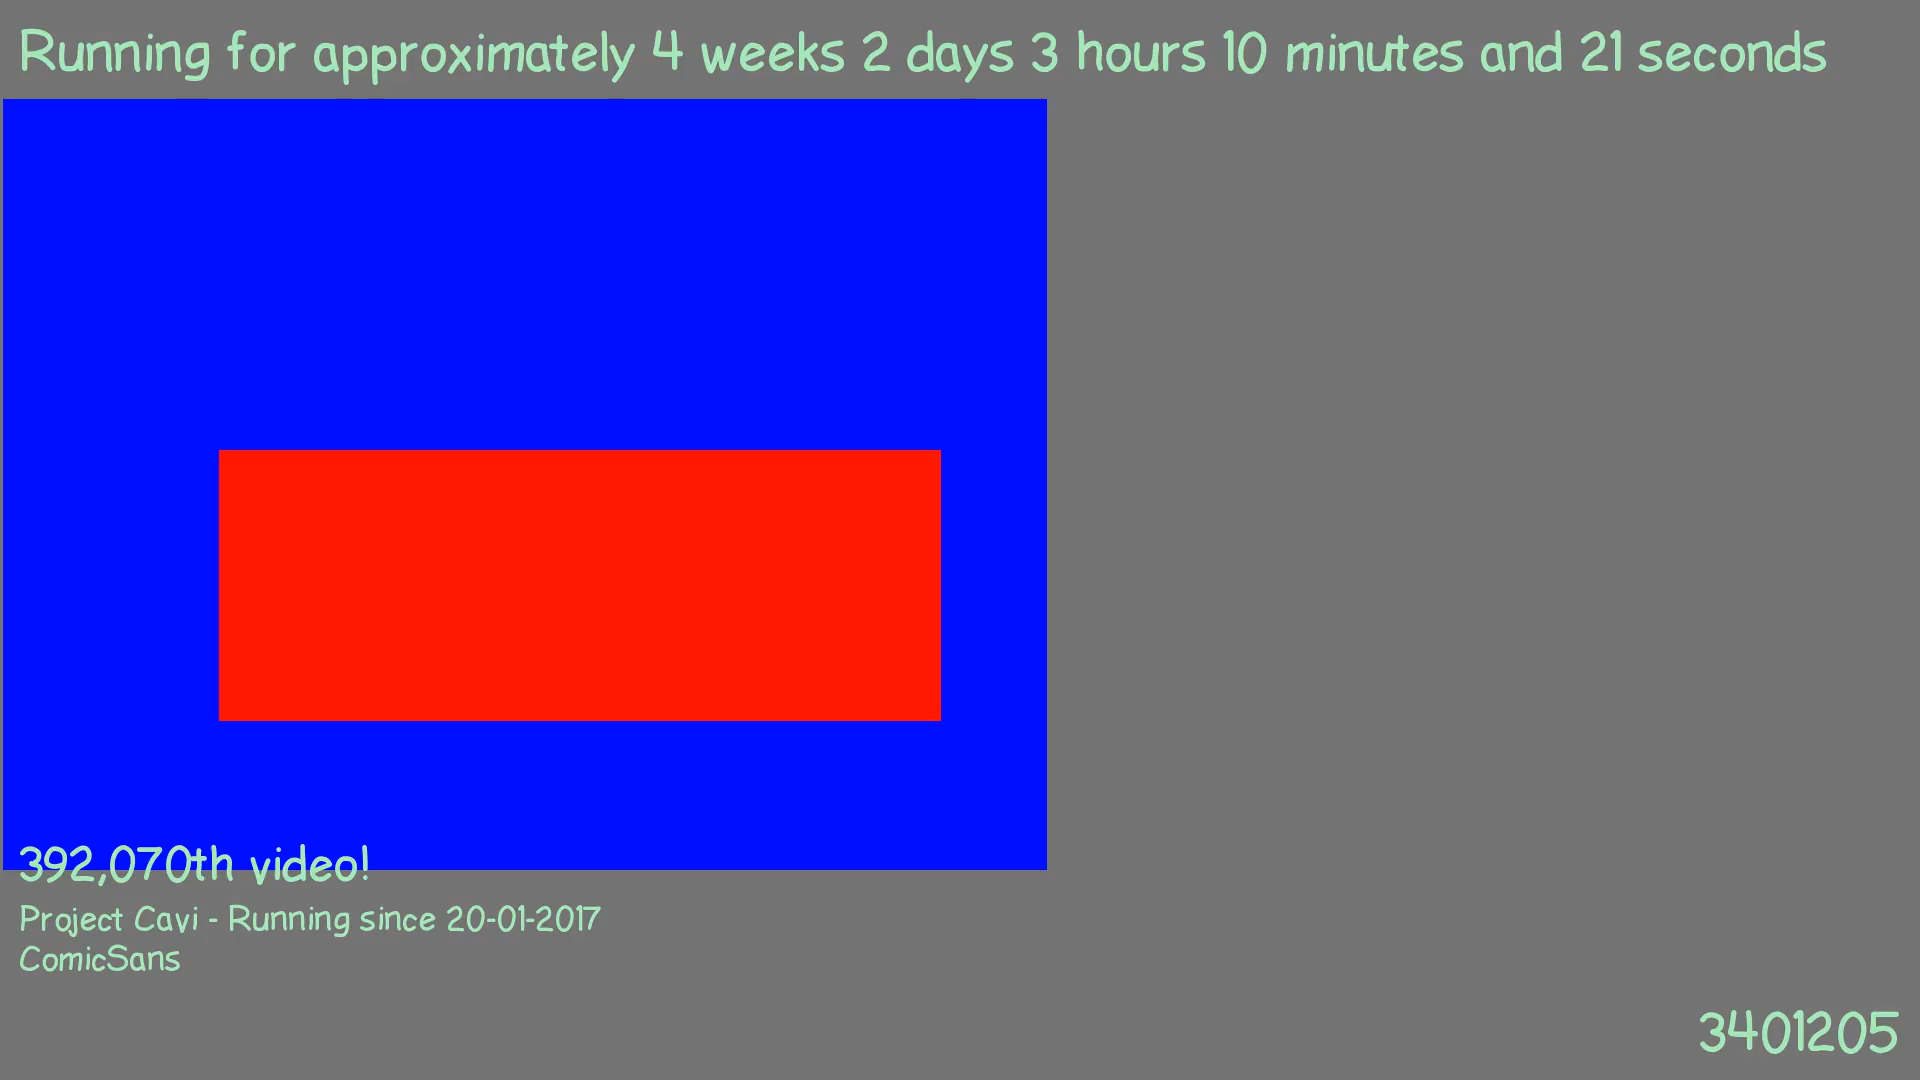 Running for approximately 4 weeks 2 days 3 hours 10 minutes and 21 seconds
392,070th video!
Project Cavi - Running since 20-01-2017
ComicSans
3401205